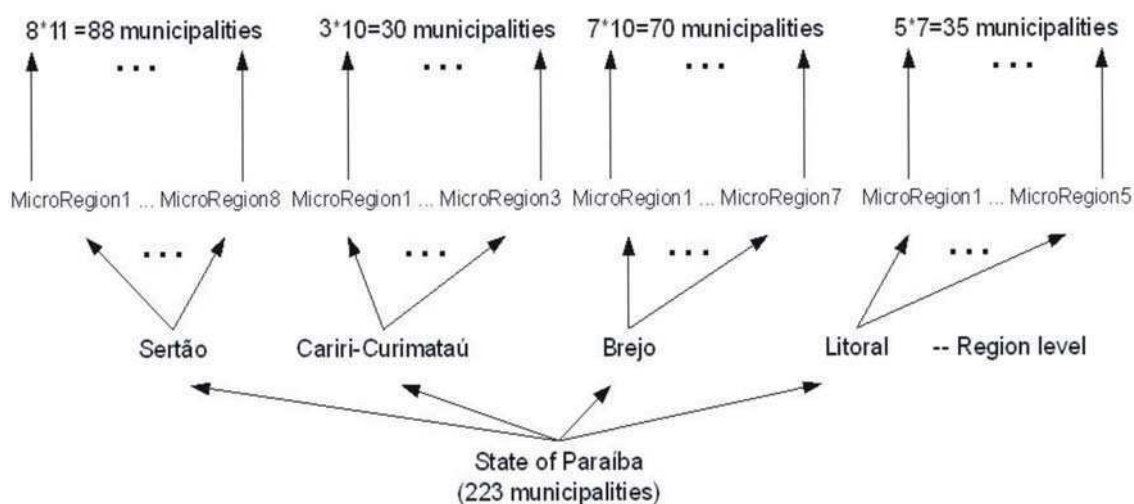 8*11 =88 municipalities 3*10=30 municipalities 7*10=70 municipalities 5*7=35 municipalities
... ... ... ...
MicroRegion1 ... MicroRegion8 MicroRegion1 ... MicroRegion3 MicroRegion1 ... MicroRegion7 MicroRegion1 ... MicroRegion5
... ... ... ...
Sertão Cariri-Curimataú Brejo Litoral -- Region level
State of Paraíba
(223 municipalities)